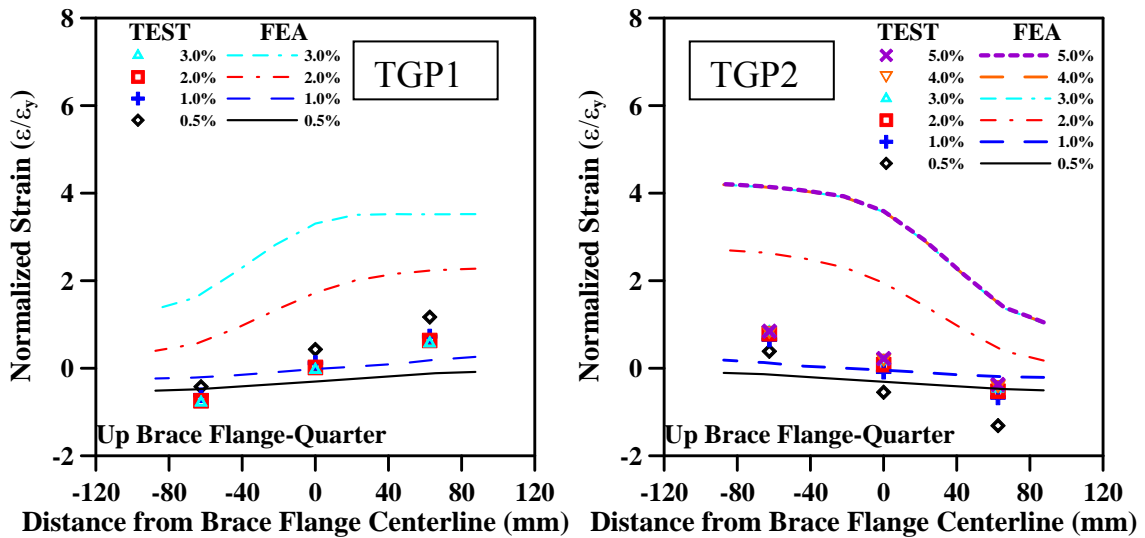 8
6
4
2
0
-2
Normalized Strain (ε/εy)
TEST FEA
3.0% 3.0%
2.0% 2.0%
1.0% 1.0%
0.5% 0.5%
TGP1
Up Brace Flange-Quarter
-120 -80 -40 0 40 80 120
Distance from Brace Flange Centerline (mm)
8
6
4
2
0
-2
Normalized Strain (ε/εy)
TGP2
TEST FEA
5.0% 5.0%
4.0% 4.0%
3.0% 3.0%
2.0% 2.0%
1.0% 1.0%
0.5% 0.5%
Up Brace Flange-Quarter
-120 -80 -40 0 40 80 120
Distance from Brace Flange Centerline (mm)